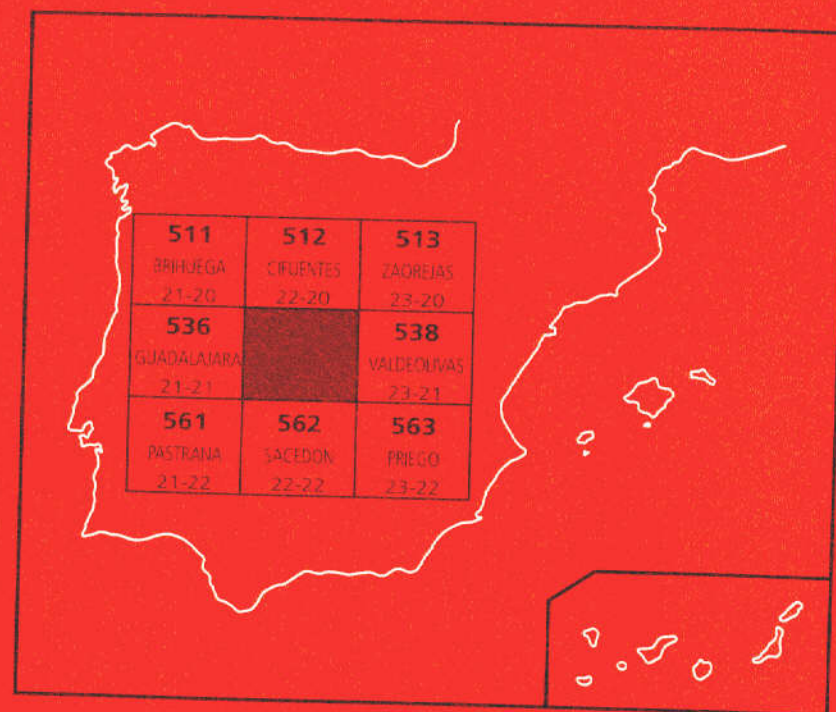 511 512 513
BRIHUEGA CIFUENTES ZAOREJAS
21-20 22-20 23-20
536 538
GUADALAJARA VALDEOLIVAS
21-21 23-21
561 562 563
PASTRANA SACEDON PRIEGO
21-22 22-22 23-22